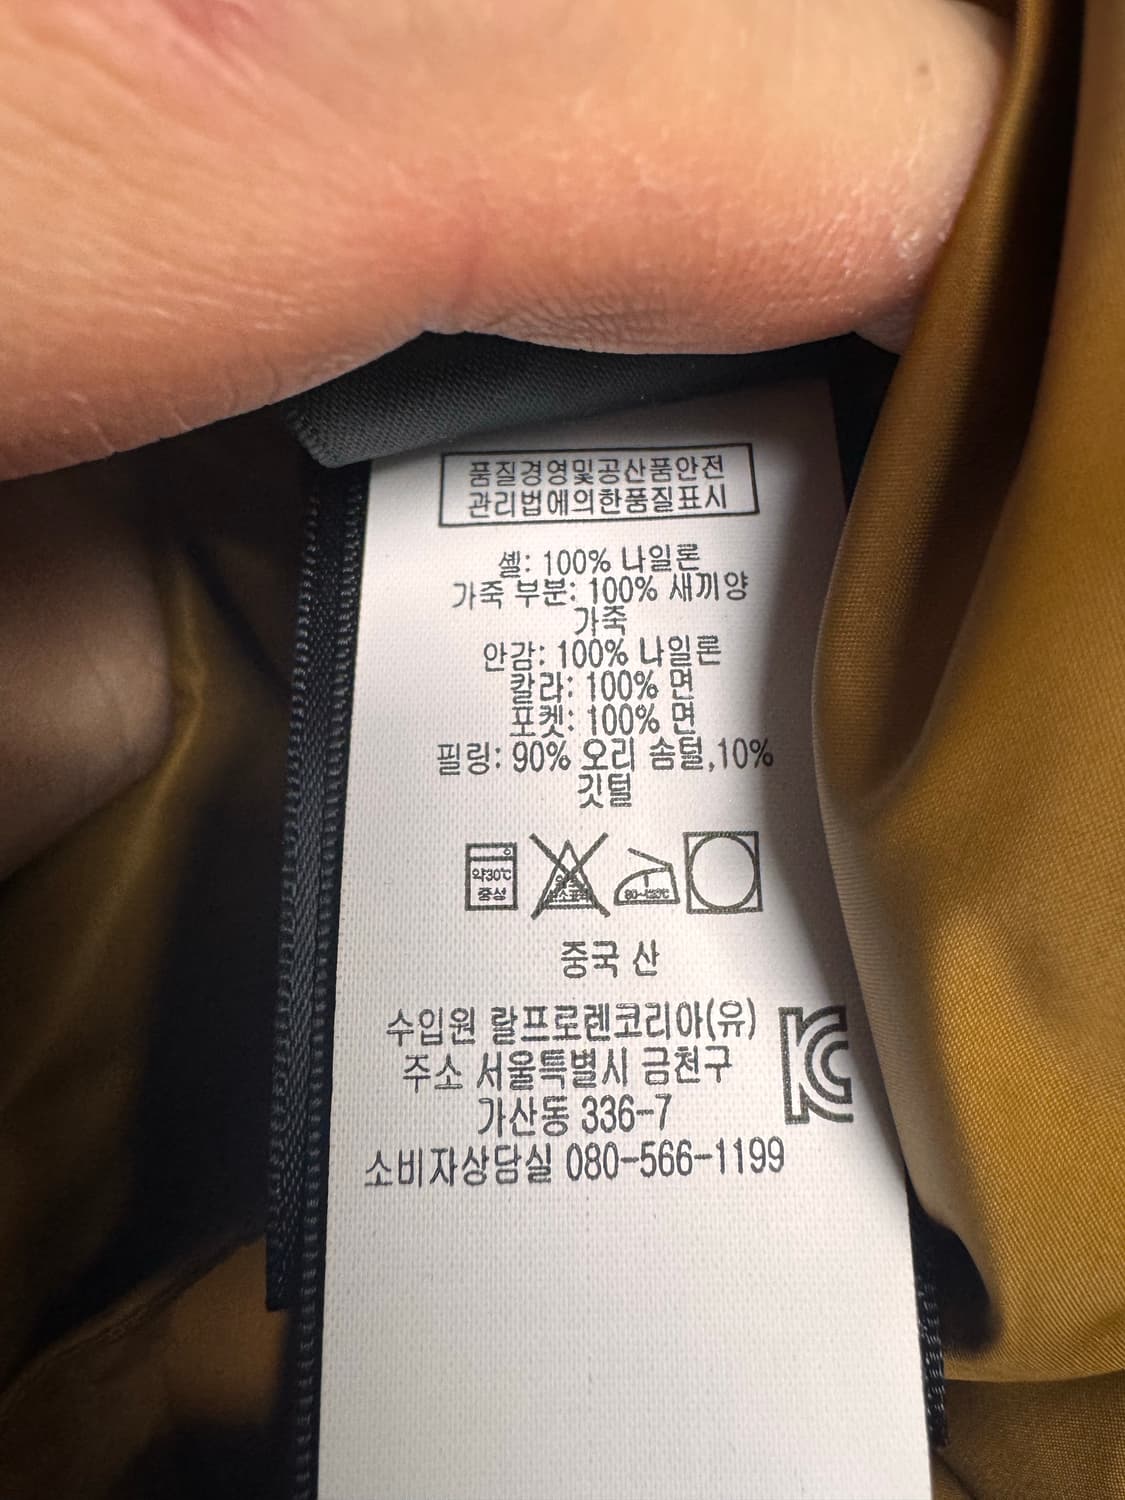 품질경영및공산품안전
관리법에의한품질표시
셸: 100% 나일론
가죽 부분: 100% 새끼양
가죽
안감: 100% 나일론
칼라: 100% 면
포켓: 100% 면
필링: 90% 오리 솜털,10%
깃털
약30℃
중성
중국 산
수입원 랄프로렌코리아(유)
주소 서울특별시 금천구
가산동 336-7
소비자상담실 080-566-1199